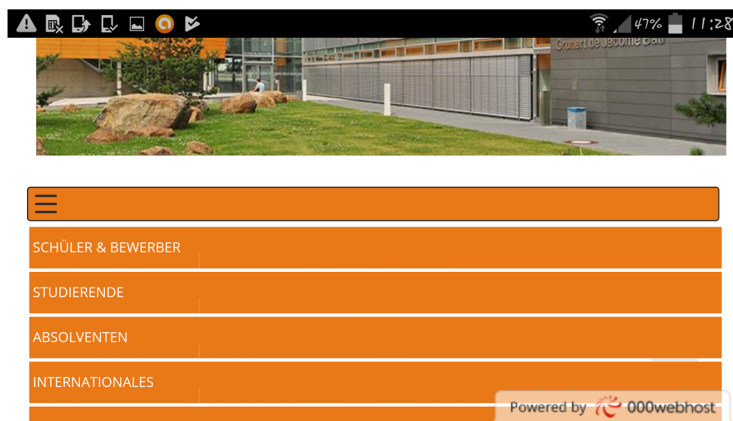 47% 11:28
SCHÜLER & BEWERBER
STUDIERENDE
ABSOLVENTEN
INTERNATIONALES
Powered by 000webhost